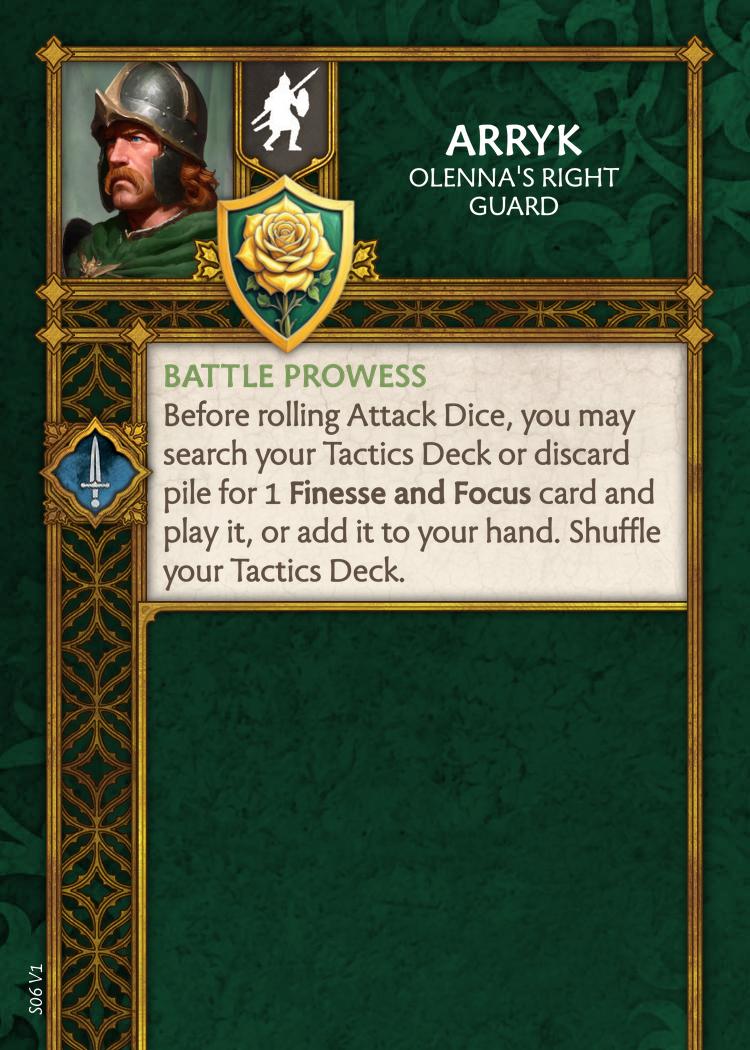 ARRYK
OLENNA'S RIGHT
GUARD
BATTLE PROWESS
Before rolling Attack Dice, you may
search your Tactics Deck or discard
pile for 1 Finesse and Focus card and
play it, or add it to your hand. Shuffle
your Tactics Deck.
S06 V1